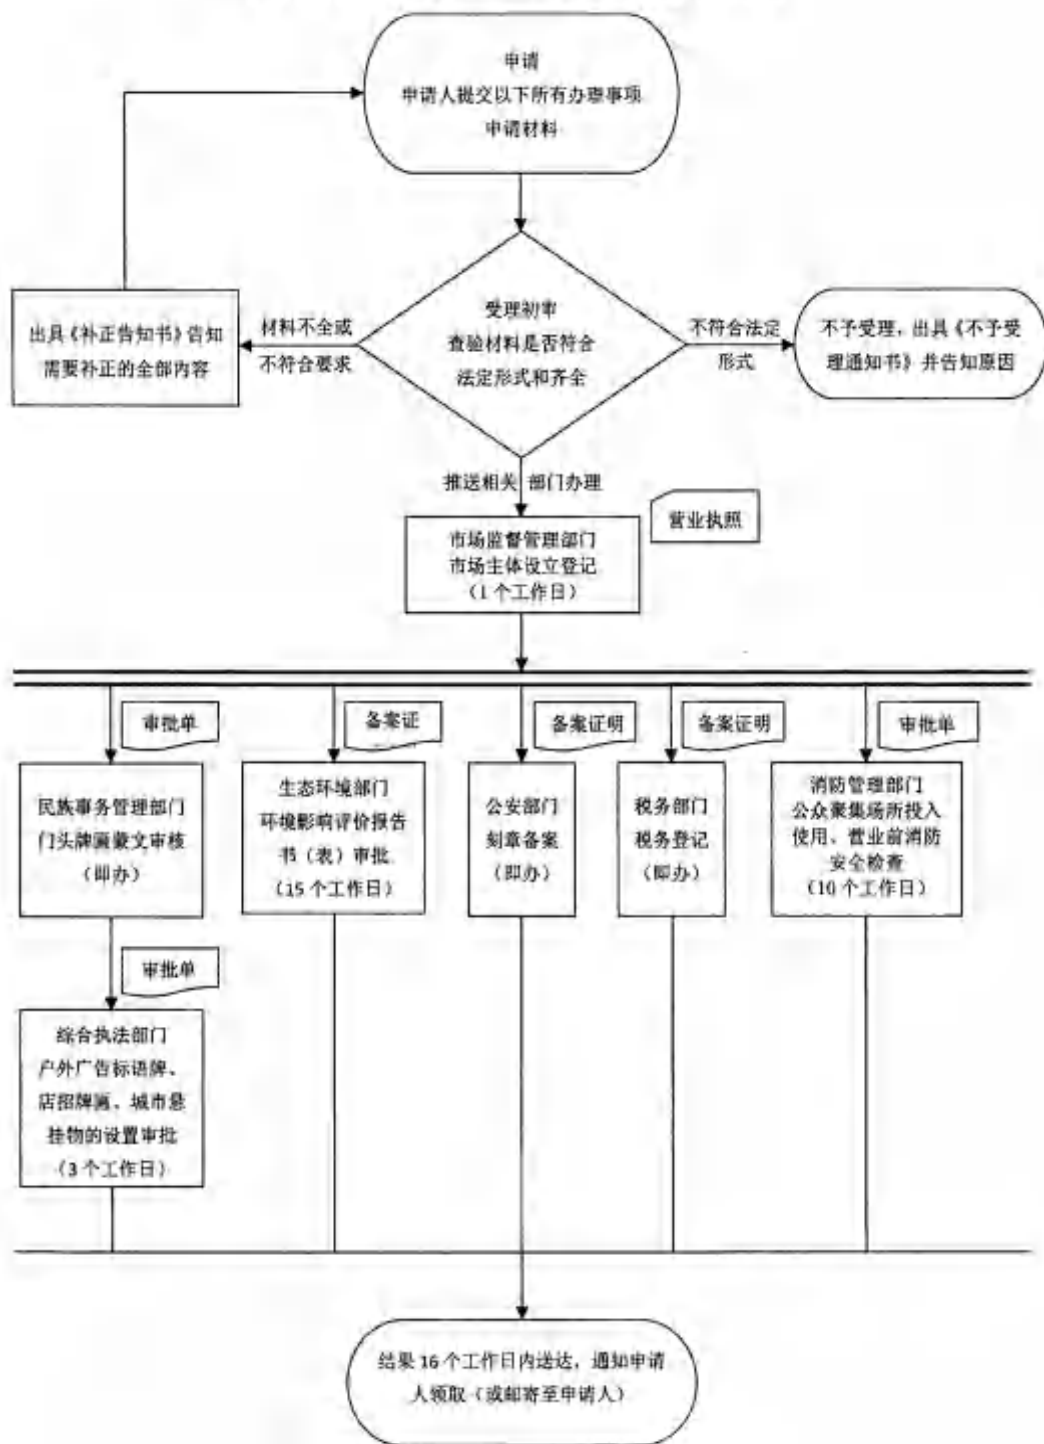 申请
申请人提交以下所有办理事项
申请材料
出具《补正告知书》告知
需要补正的全部内容
材料不全或
不符合要求
受理初审
查验材料是否符合
法定形式和齐全
不符合法定
形式
不予受理，出具《不予受
理通知书》并告知原因
推送相关 部门办理
营业执照
市场监督管理部门
市场主体设立登记
（1个工作日）
审批单
备案证
备案证明
备案证明
审批单
民族事务管理部门
门头牌匾蒙文审核
（即办）
生态环境部门
环境影响评价报告
书（表）审批
（15个工作日）
公安部门
刻章备案
（即办）
税务部门
税务登记
（即办）
消防管理部门
公众聚集场所投入
使用、营业前消防
安全检查
（10个工作日）
审批单
综合执法部门
户外广告标语牌、
店招牌匾、城市悬
挂物的设置审批
（3个工作日）
结果16个工作日内送达，通知申请
人领取（或邮寄至申请人）